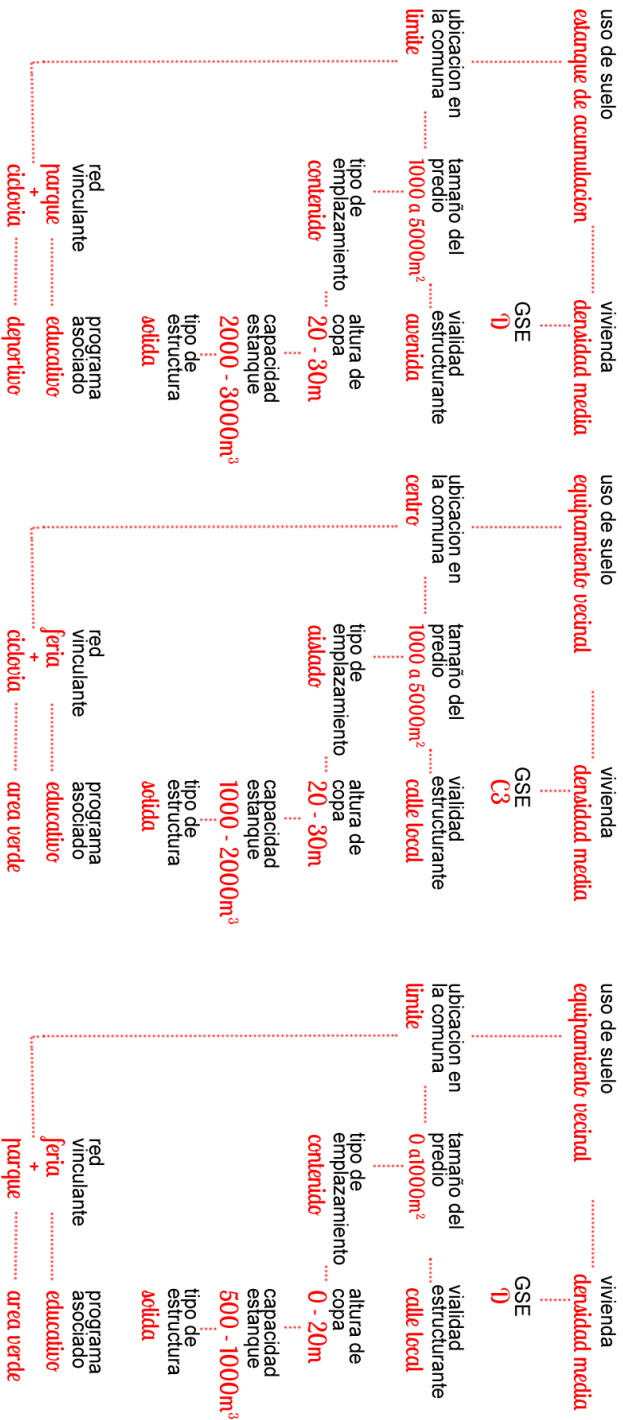 uso de suelo
estanque de acumulacion
vivienda
densidad media
GSE
D
ubicacion en
la comuna
limite
tamaño del
predio
1000 a 5000m²
vialidad
estructurante
avenida
tipo de
emplazamiento
contenido
altura de
copa
20 - 30m
capacidad
estanque
2000 - 3000m³
tipo de
estructura
solida
red
vinculante
parque
+
ciclovia
programa
asociado
educativo
deportivo
uso de suelo
equipamiento vecinal
vivienda
densidad media
GSE
C3
ubicacion en
la comuna
centro
tamaño del
predio
1000 a 5000m²
vialidad
estructurante
calle local
tipo de
emplazamiento
aislado
altura de
copa
20 - 30m
capacidad
estanque
1000 - 2000m³
tipo de
estructura
solida
red
vinculante
feria
+
ciclovia
programa
asociado
educativo
area verde
uso de suelo
equipamiento vecinal
vivienda
densidad media
GSE
D
ubicacion en
la comuna
limite
tamaño del
predio
0 a1000m²
vialidad
estructurante
calle local
tipo de
emplazamiento
contenido
altura de
copa
0 - 20m
capacidad
estanque
500 - 1000m³
tipo de
estructura
solida
red
vinculante
feria
+
parque
programa
asociado
educativo
area verde